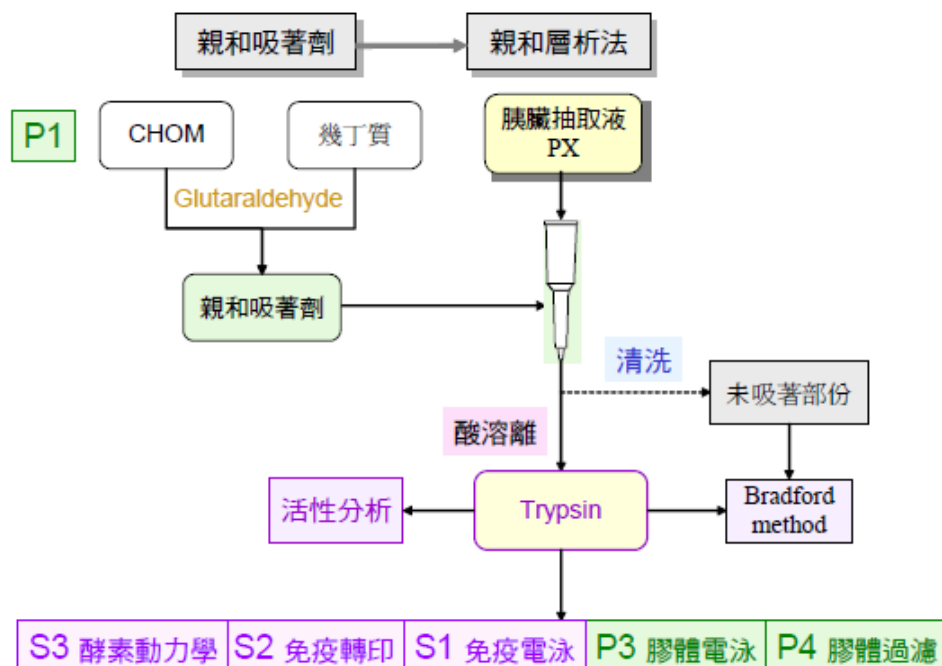 親和吸著劑
親和層析法
P1
CHOM
幾丁質
胰臟抽取液
PX
Glutaraldehyde
親和吸著劑
清洗
未吸著部份
酸溶離
活性分析
Trypsin
Bradford
method
S3 酵素動力學
S2 免疫轉印
S1 免疫電泳
P3 膠體電泳
P4 膠體過濾